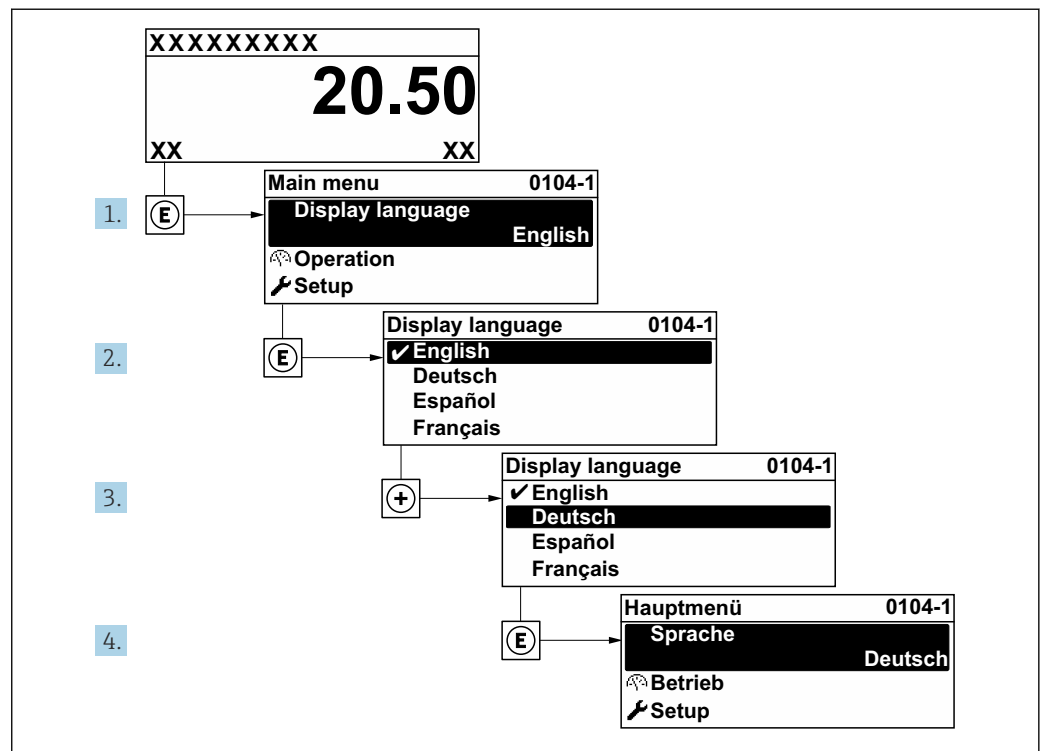 XXXXXXXXX
20.50
XX XX
1. E
Main menu 0104-1
Display language
English
Operation
Setup
2. E
Display language 0104-1
✔ English
Deutsch
Español
Français
3. +
Display language 0104-1
✔ English
Deutsch
Español
Français
4. E
Hauptmenü 0104-1
Sprache
Deutsch
Betrieb
Setup